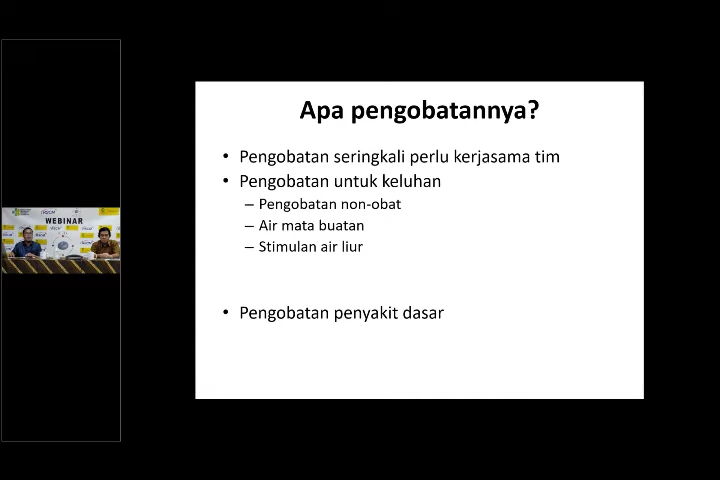 WEBINAR
Apa pengobatannya?
• Pengobatan seringkali perlu kerjasama tim
• Pengobatan untuk keluhan
– Pengobatan non-obat
– Air mata buatan
– Stimulan air liur
• Pengobatan penyakit dasar